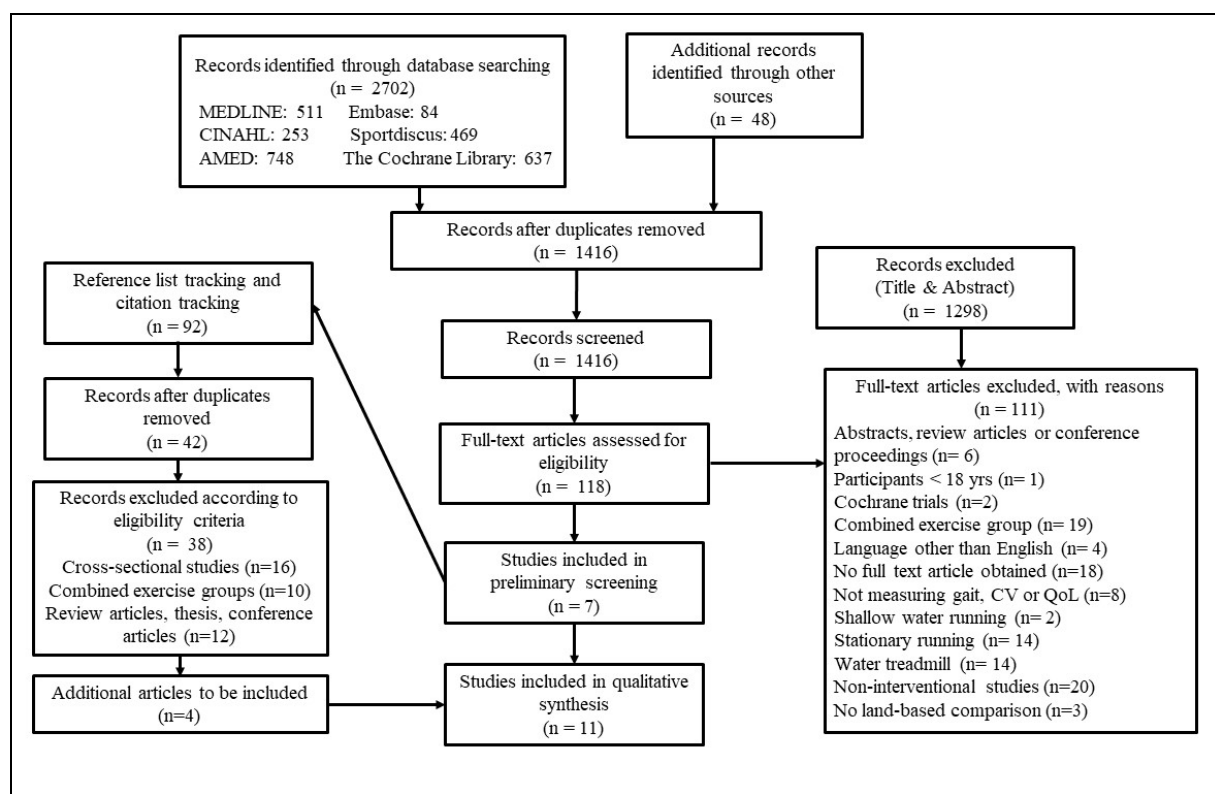 Records identified through database searching
(n = 2702)
MEDLINE: 511 Embase: 84
CINAHL: 253 Sportdiscus: 469
AMED: 748 The Cochrane Library: 637
Additional records
identified through other
sources
(n = 48)
Records after duplicates removed
(n = 1416)
Reference list tracking and
citation tracking
(n = 92)
Records excluded
(Title & Abstract)
(n = 1298)
Records screened
(n = 1416)
Records after duplicates
removed
(n = 42)
Full-text articles assessed for
eligibility
(n = 118)
Full-text articles excluded, with reasons
(n = 111)
Abstracts, review articles or conference
proceedings (n= 6)
Participants < 18 yrs (n= 1)
Cochrane trials (n=2)
Combined exercise group (n= 19)
Language other than English (n= 4)
No full text article obtained (n=18)
Not measuring gait, CV or QoL (n=8)
Shallow water running (n= 2)
Stationary running (n= 14)
Water treadmill (n= 14)
Non-interventional studies (n=20)
No land-based comparison (n=3)
Records excluded according to
eligibility criteria
(n = 38)
Cross-sectional studies (n=16)
Combined exercise groups (n=10)
Review articles, thesis, conference
articles (n=12)
Studies included in
preliminary screening
(n = 7)
Additional articles to be included
(n=4)
Studies included in qualitative
synthesis
(n = 11)